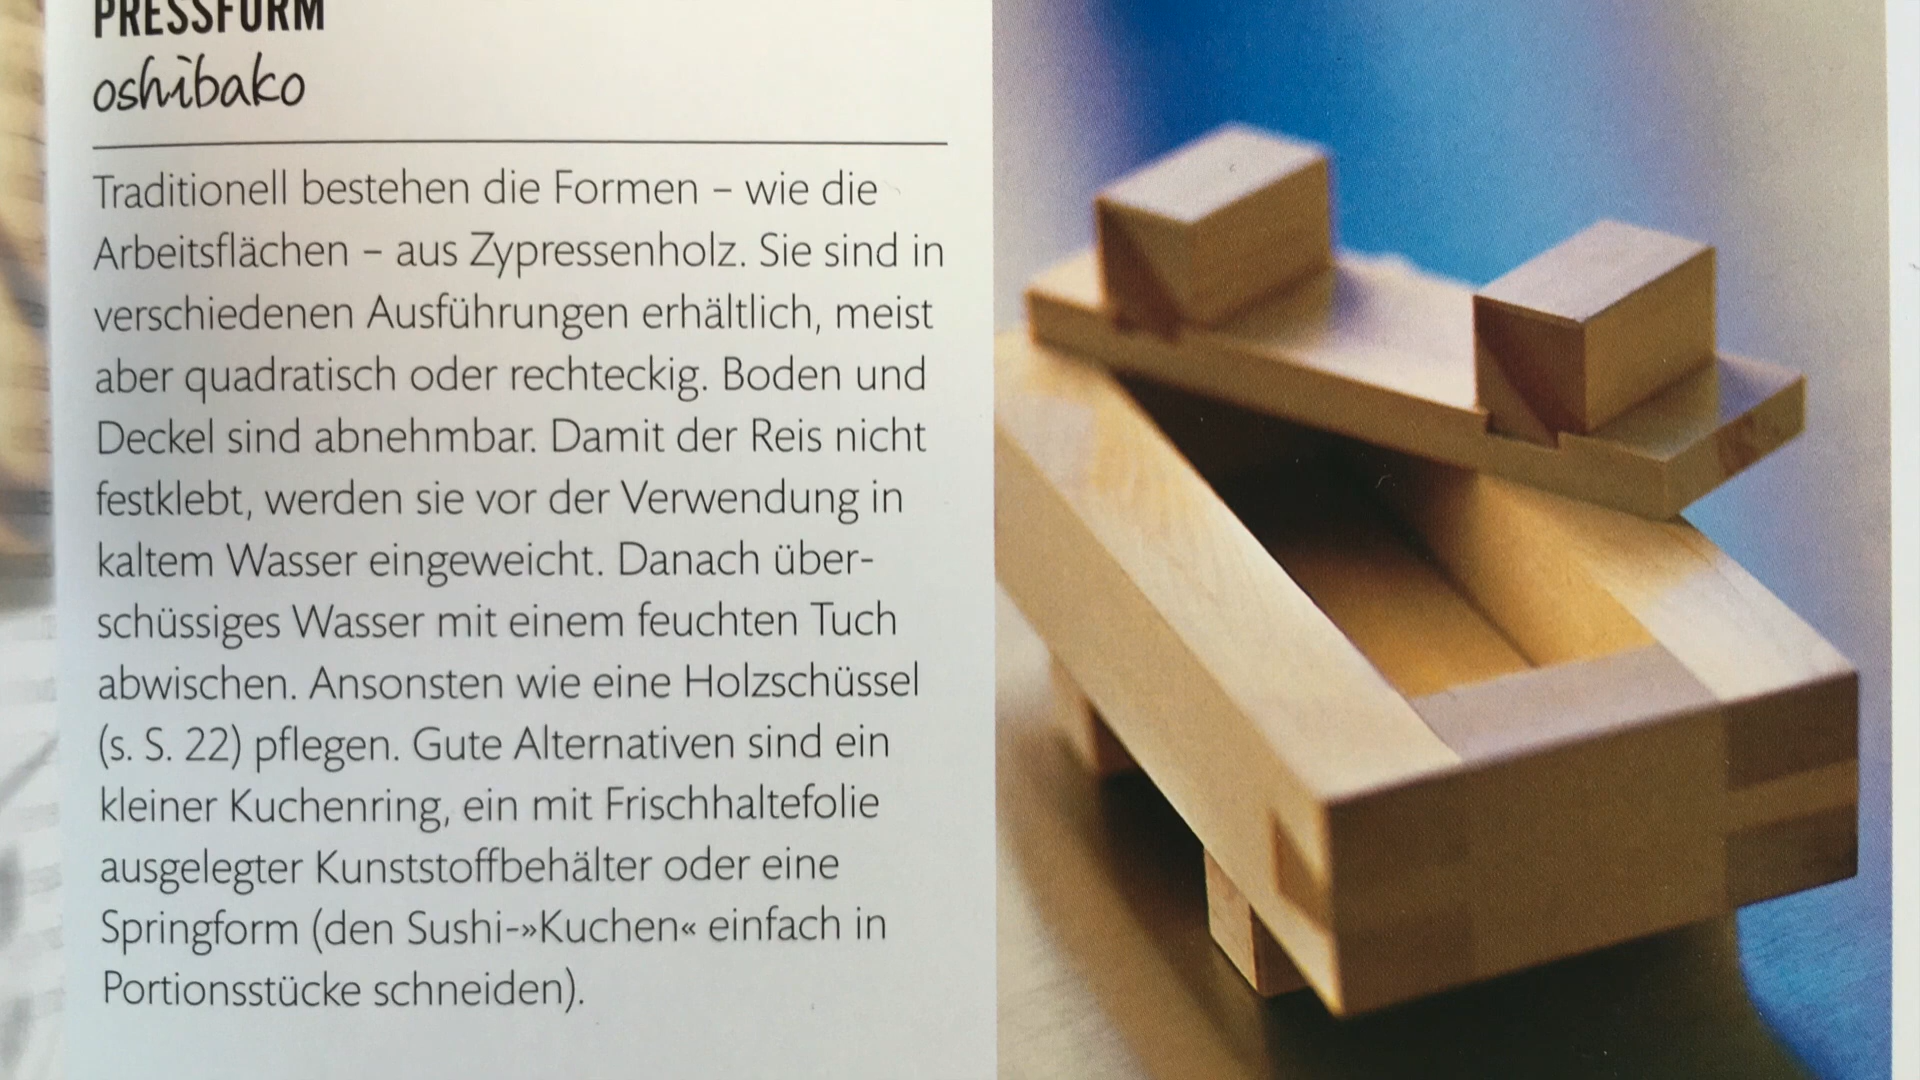 PRESSFORM
oshibako
Traditionell bestehen die Formen – wie die
Arbeitsflächen – aus Zypressenholz. Sie sind in
verschiedenen Ausführungen erhältlich, meist
aber quadratisch oder rechteckig. Boden und
Deckel sind abnehmbar. Damit der Reis nicht
festklebt, werden sie vor der Verwendung in
kaltem Wasser eingeweicht. Danach über-
schüssiges Wasser mit einem feuchten Tuch
abwischen. Ansonsten wie eine Holzschüssel
(s. S. 22) pflegen. Gute Alternativen sind ein
kleiner Kuchenring, ein mit Frischhaltefolie
ausgelegter Kunststoffbehälter oder eine
Springform (den Sushi-»Kuchen« einfach in
Portionsstücke schneiden).